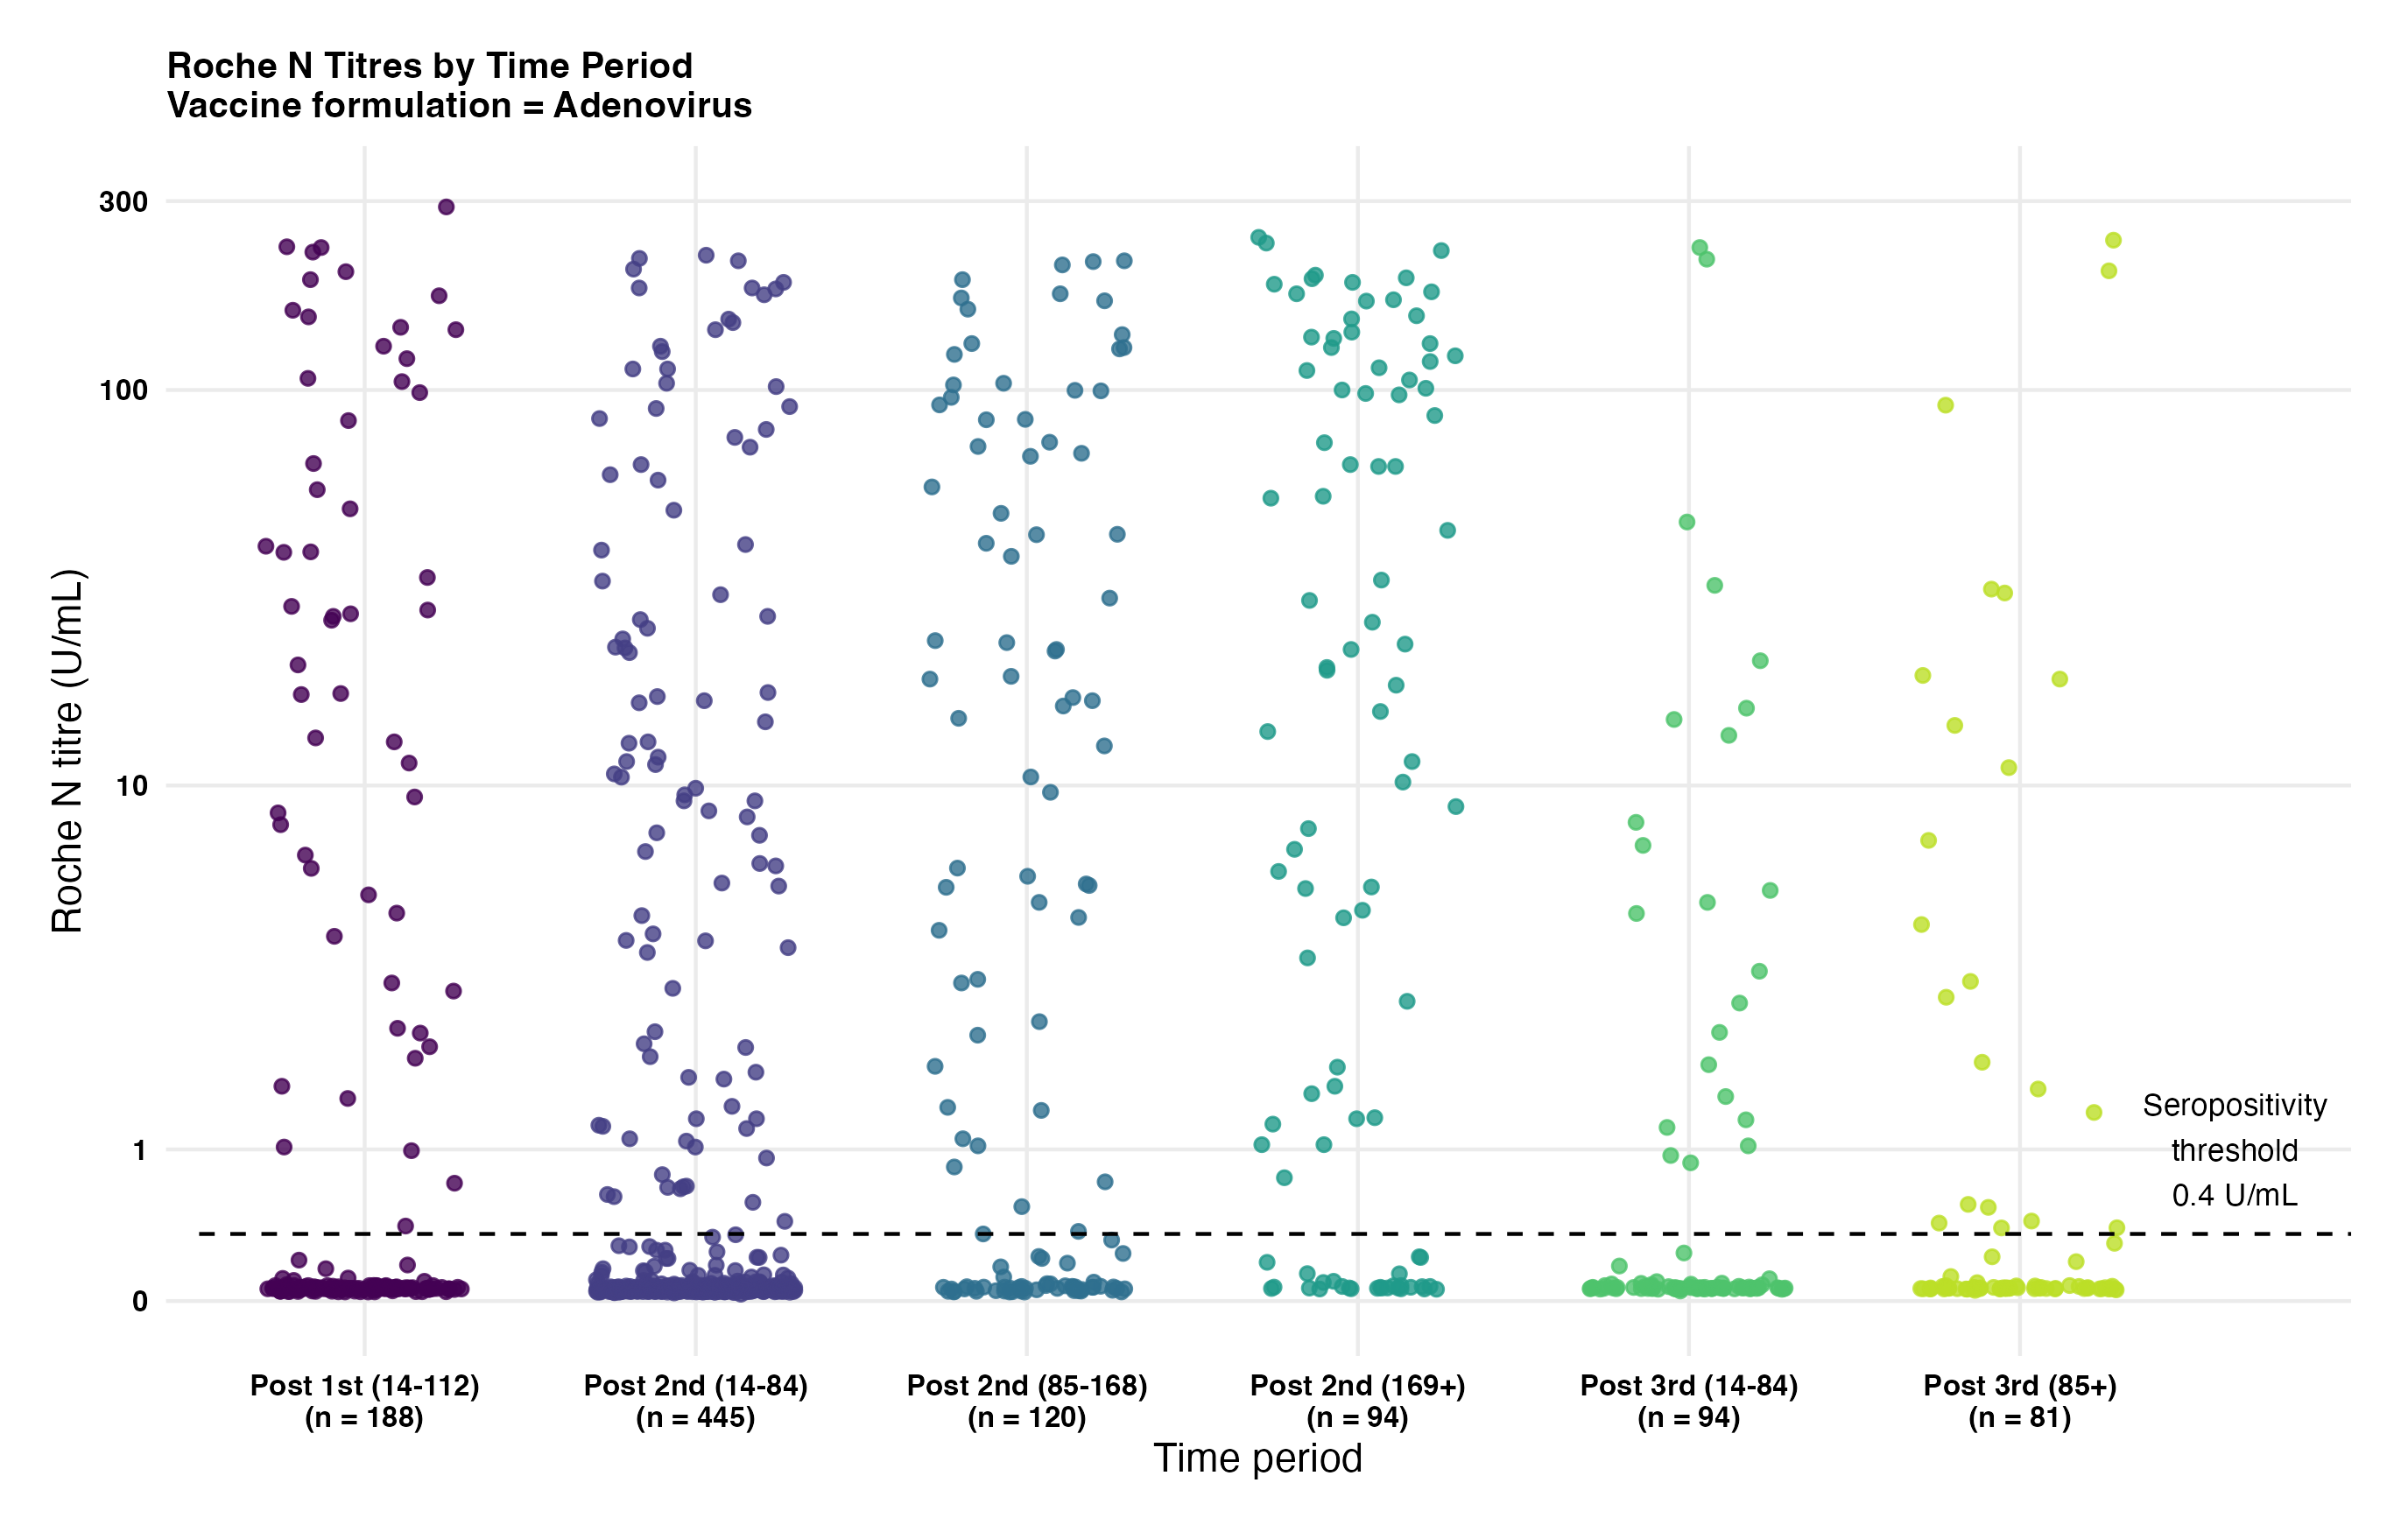 Roche N Titres by Time Period
Vaccine formulation = Adenovirus
300
100
10
1
0
Roche N titre (U/mL)
Seropositivity
threshold
0.4 U/mL
Post 1st (14-112)
(n = 188)
Post 2nd (14-84)
(n = 445)
Post 2nd (85-168)
(n = 120)
Post 2nd (169+)
(n = 94)
Post 3rd (14-84)
(n = 94)
Post 3rd (85+)
(n = 81)
Time period